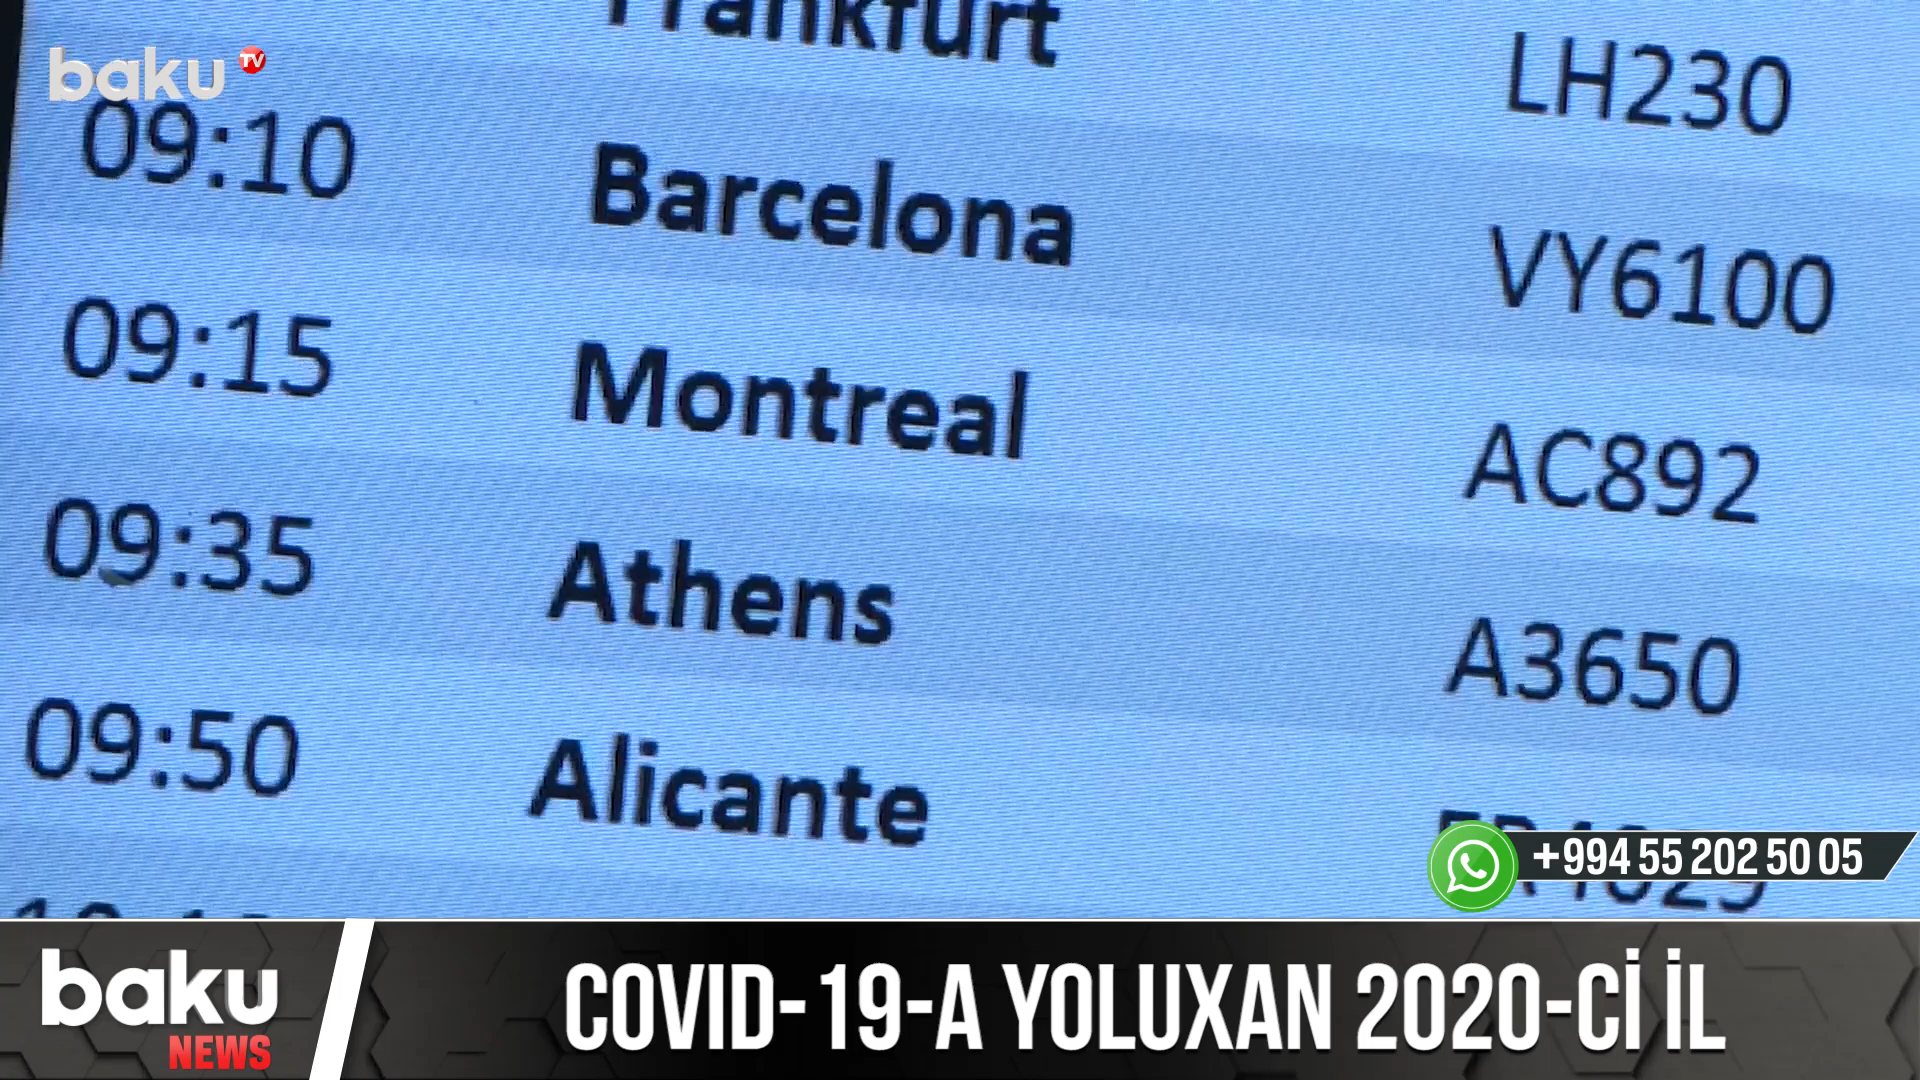 Frankfurt LH230
baku TV
09:10 Barcelona VY6100
09:15 Montreal AC892
09:35 Athens A3650
09:50 Alicante
+994 55 202 50 05
baku
NEWS
COVID-19-A YOLUXAN 2020-Cİ İL